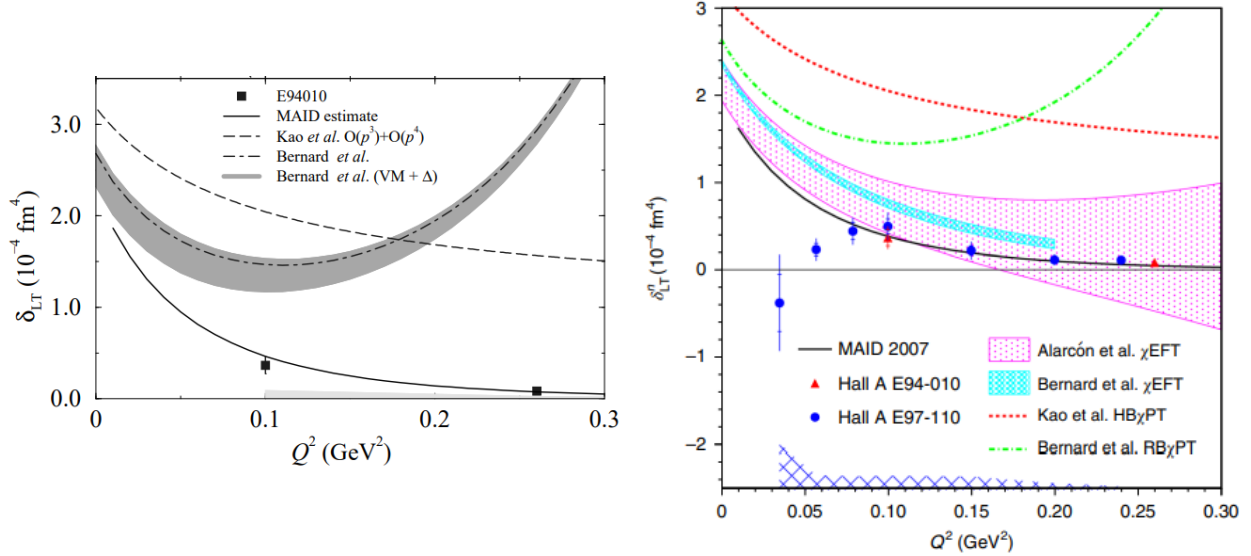 3.0
2.0
1.0
0.0
δLT (10⁻⁴ fm⁴)
E94010
MAID estimate
Kao et al. O(p³)+O(p⁴)
Bernard et al.
Bernard et al. (VM + Δ)
0 0.1 0.2 0.3
Q² (GeV²)
3
2
1
0
−1
−2
δⁿLT (10⁻⁴ fm⁴)
MAID 2007
Hall A E94-010
Hall A E97-110
Alarcón et al. χEFT
Bernard et al. χEFT
Kao et al. HBχPT
Bernard et al. RBχPT
0 0.05 0.10 0.15 0.20 0.25 0.30
Q² (GeV²)